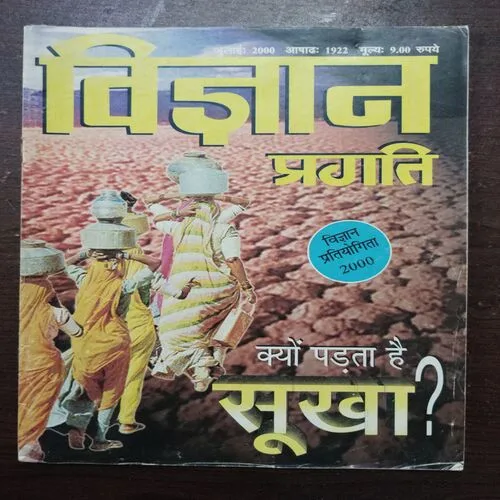 जुलाईः 2000 आषाढः 1922 मूल्यः 9.00 रुपये
विज्ञान
प्रगति
विज्ञान
प्रतियोगिता
2000
क्यों पड़ता है
सूखा?